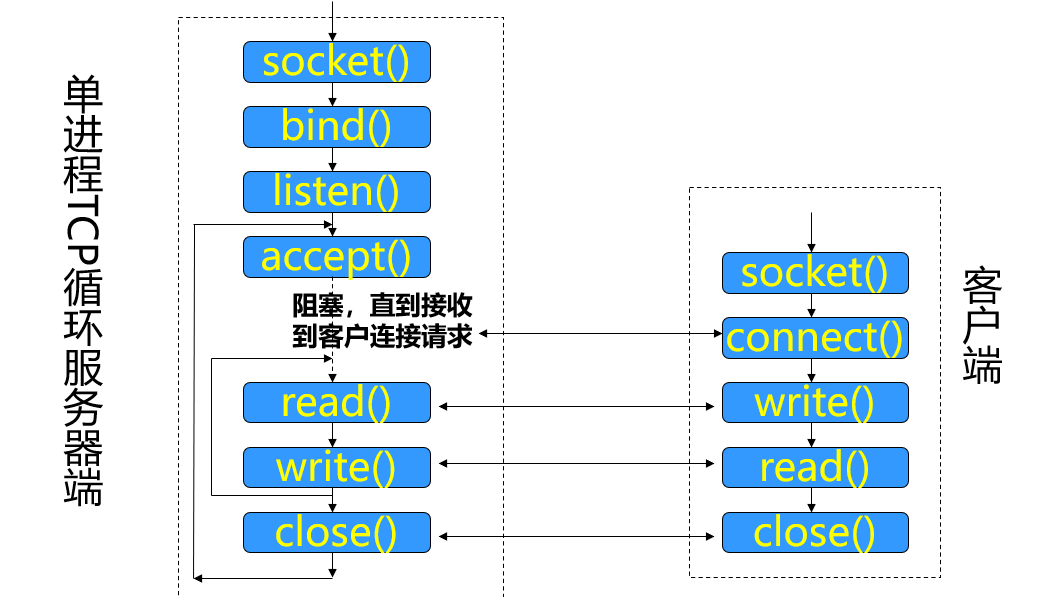 单进程TCP循环服务器端
socket()
bind()
listen()
accept()
阻塞，直到接收
到客户连接请求
read()
write()
close()
socket()
connect()
write()
read()
close()
客户端